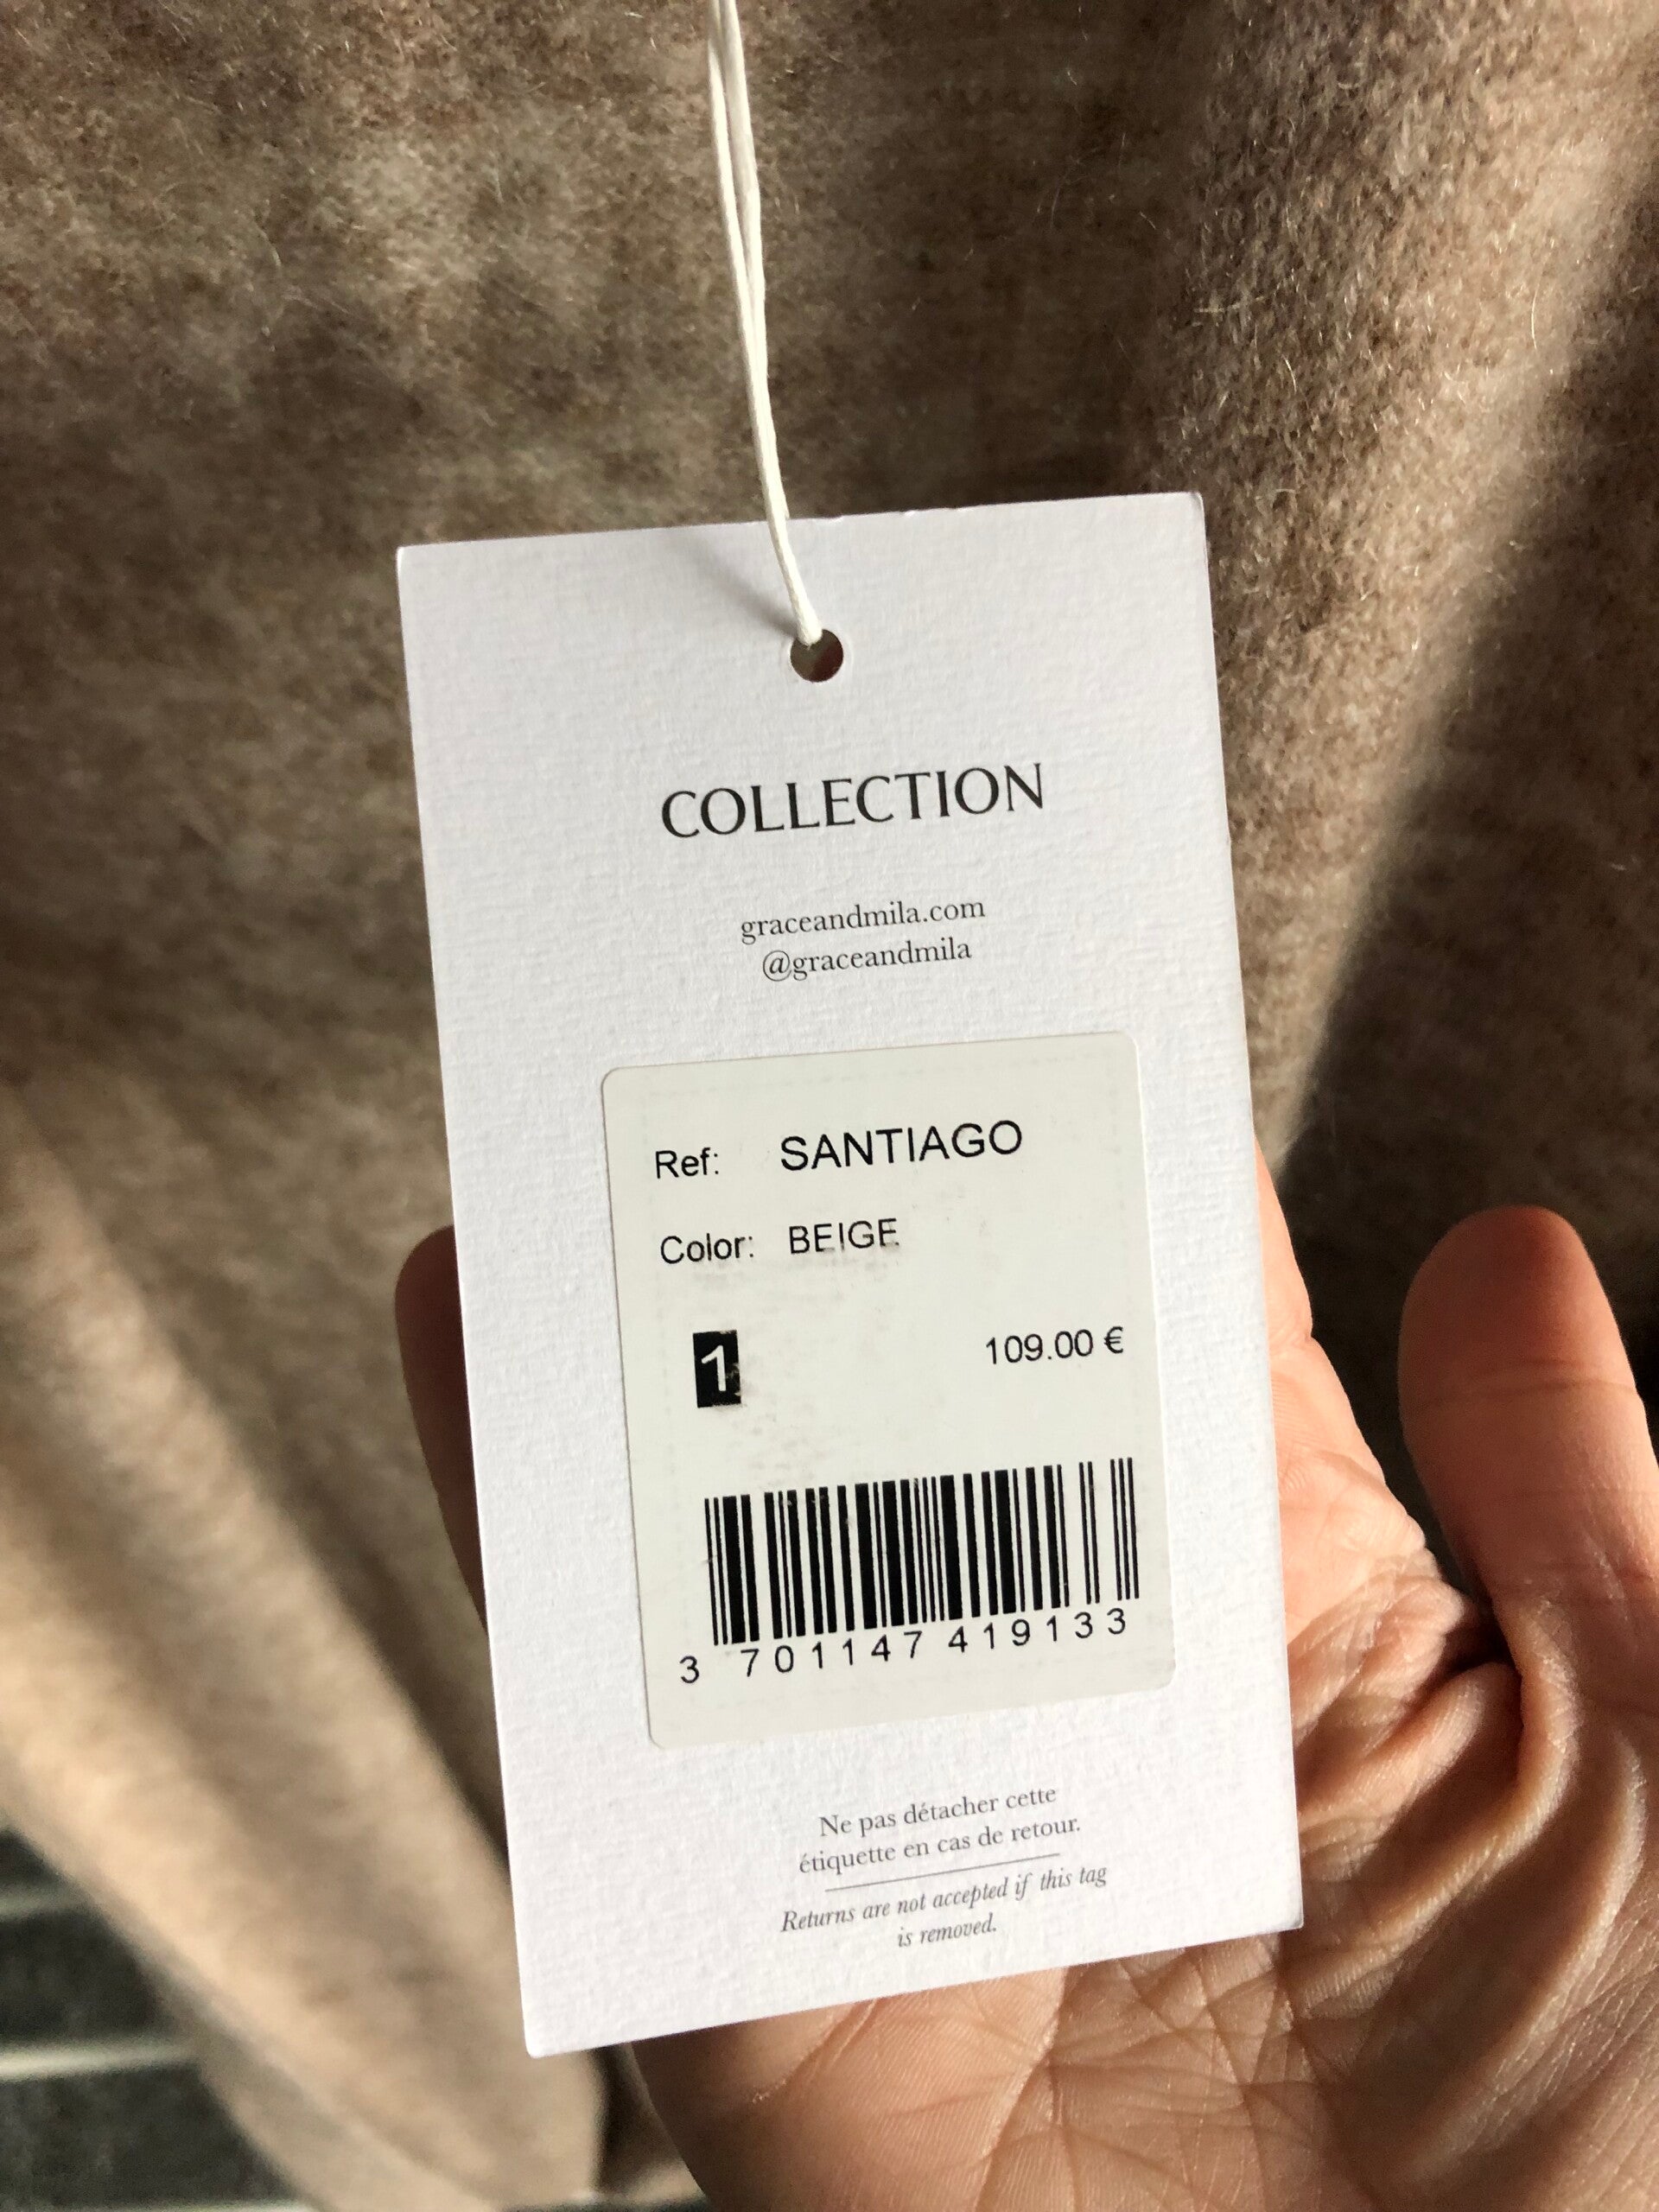 COLLECTION
graceandmila.com
@graceandmila
Ref: SANTIAGO
Color: BEIGE
1 109.00 €
3 701147 419133
Ne pas détacher cette
étiquette en cas de retour.
Returns are not accepted if this tag
is removed.